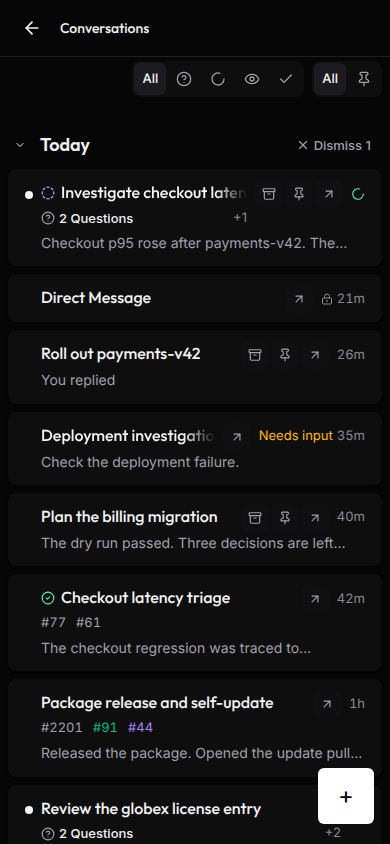 Conversations
All All
Today Dismiss 1
Investigate checkout laten
2 Questions +1
Checkout p95 rose after payments-v42. The...
Direct Message 21m
Roll out payments-v42 26m
You replied
Deployment investigatio Needs input 35m
Check the deployment failure.
Plan the billing migration 40m
The dry run passed. Three decisions are left...
Checkout latency triage 42m
#77 #61
The checkout regression was traced to...
Package release and self-update 1h
#2201 #91 #44
Released the package. Opened the update pull...
Review the globex license entry
2 Questions +2